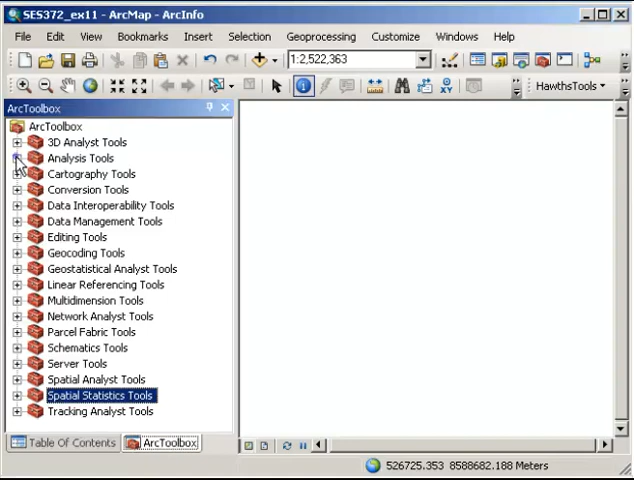 SES372_ex11 - ArcMap - ArcInfo
File Edit View Bookmarks Insert Selection Geoprocessing Customize Windows Help
1:2,522,363
HawthsTools
ArcToolbox
ArcToolbox
3D Analyst Tools
Analysis Tools
Cartography Tools
Conversion Tools
Data Interoperability Tools
Data Management Tools
Editing Tools
Geocoding Tools
Geostatistical Analyst Tools
Linear Referencing Tools
Multidimension Tools
Network Analyst Tools
Parcel Fabric Tools
Schematics Tools
Server Tools
Spatial Analyst Tools
Spatial Statistics Tools
Tracking Analyst Tools
Table Of Contents ArcToolbox
526725.353 8588682.188 Meters